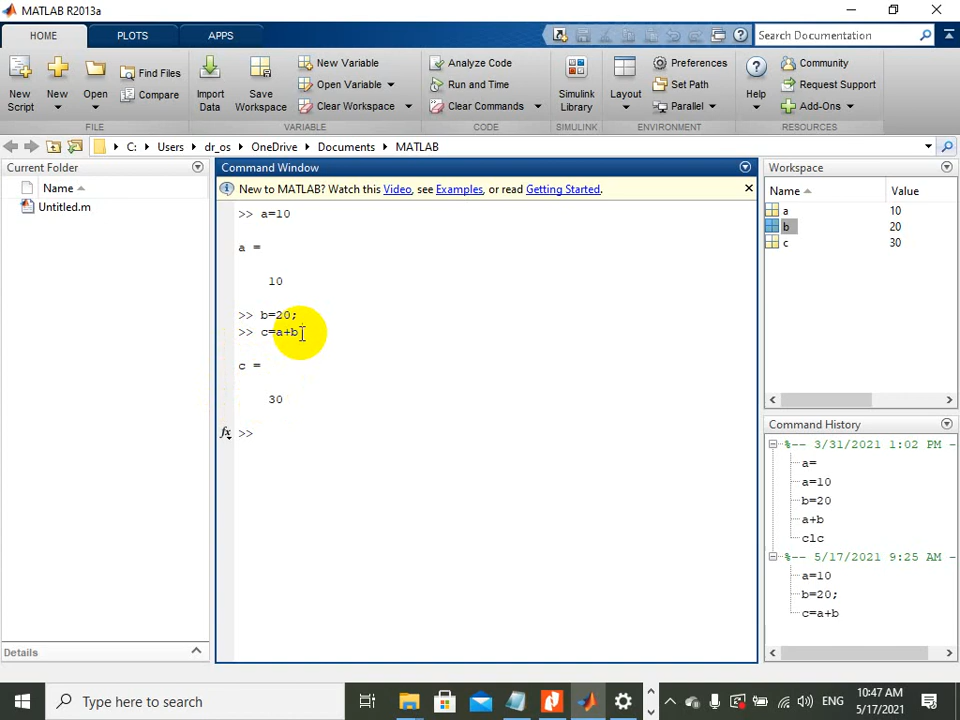 MATLAB R2013a
HOME PLOTS APPS Search Documentation
New Script New Open Find Files Compare Import Data Save Workspace New Variable Open Variable Clear Workspace Analyze Code Run and Time Clear Commands Simulink Library Layout Preferences Set Path Parallel Help Community Request Support Add-Ons
FILE VARIABLE CODE SIMULINK ENVIRONMENT RESOURCES
C: Users dr_os OneDrive Documents MATLAB
Current Folder
Name
Untitled.m
Details
Command Window
New to MATLAB? Watch this Video, see Examples, or read Getting Started.
>> a=10
a =
10
>> b=20;
>> c=a+b
c =
30
fx >>
Workspace
Name Value
a 10
b 20
c 30
Command History
%-- 3/31/2021 1:02 PM -
a=
a=10
b=20
a+b
clc
%-- 5/17/2021 9:25 AM -
a=10
b=20;
c=a+b
Type here to search
ENG
10:47 AM
5/17/2021